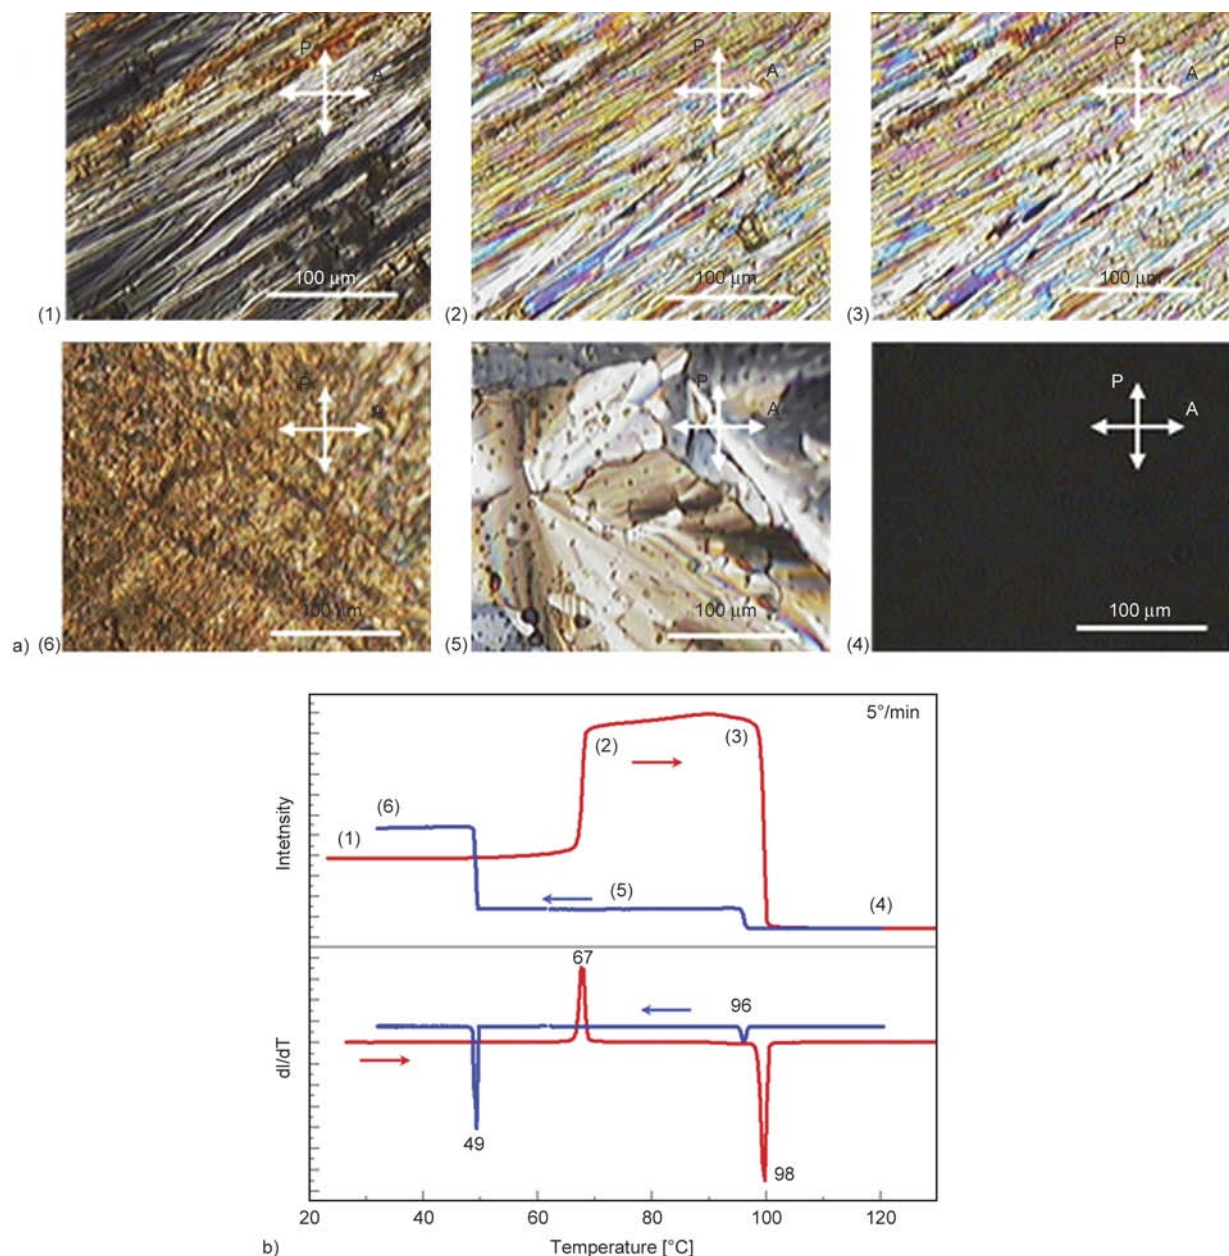 P
A
100 μm
(1)
P
A
100 μm
(2)
P
A
100 μm
(3)
P
A
100 μm
a) (6)
P
A
100 μm
(5)
P
A
100 μm
(4)
5°/min
(2)
(3)
(6)
(1)
(5)
(4)
Intetnsity
67
96
49
98
dI/dT
20 40 60 80 100 120
b) Temperature [°C]